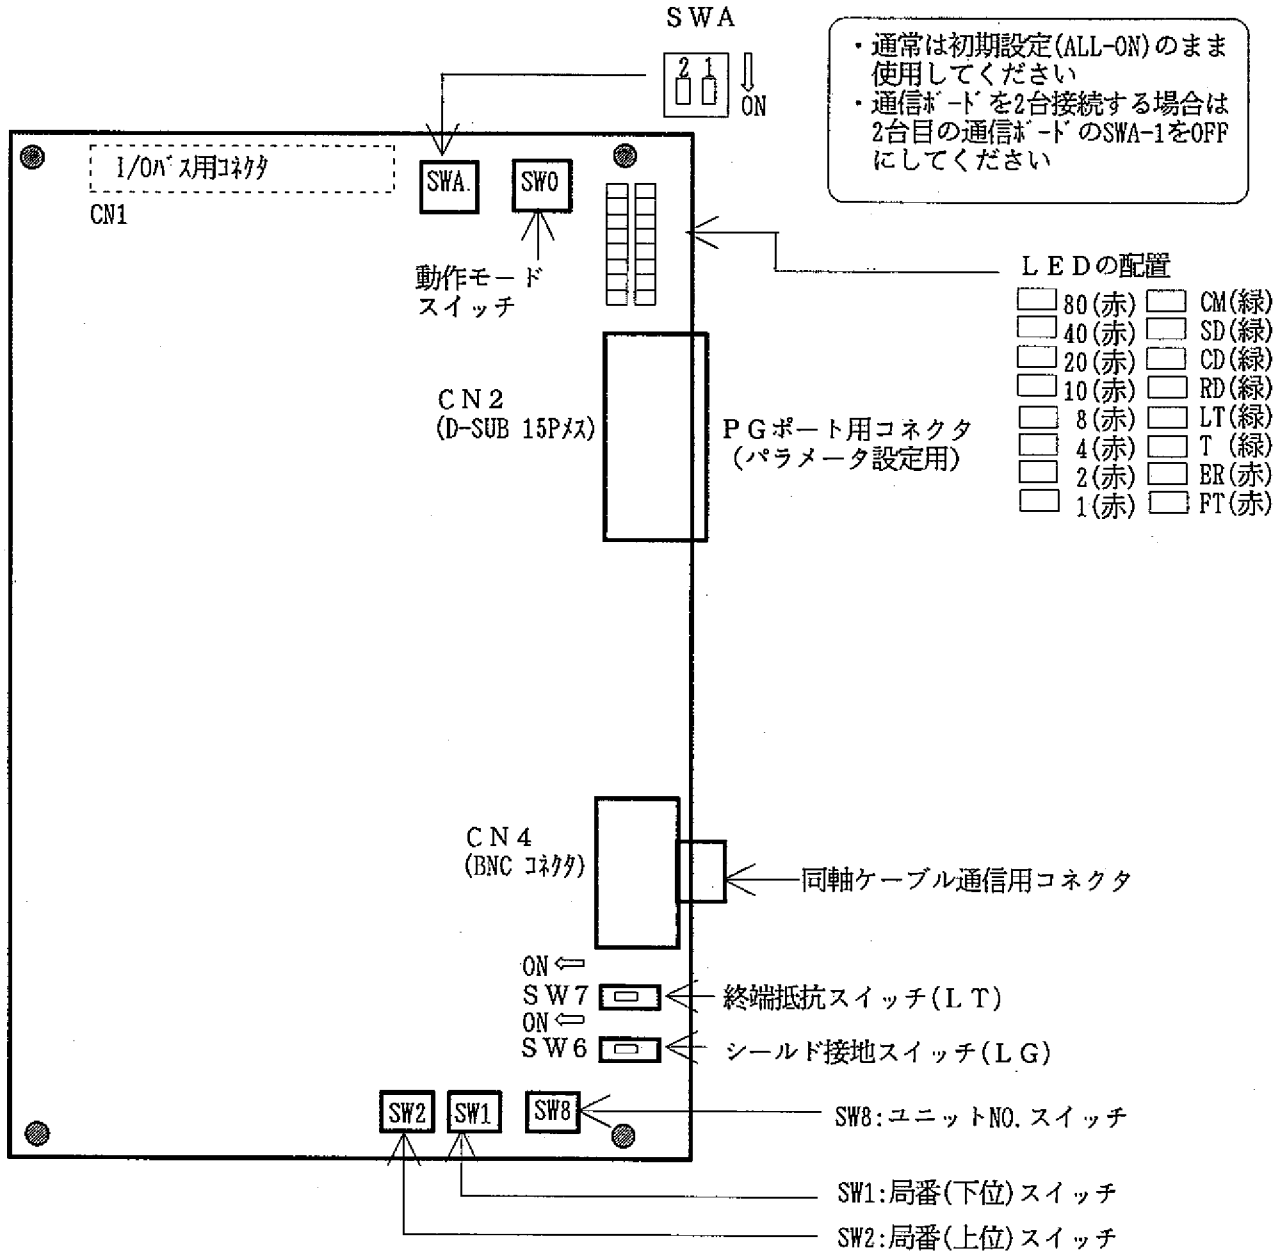 SWA
2 1
ON
・通常は初期設定(ALL-ON)のまま
使用してください
・通信ﾎﾞｰﾄﾞを2台接続する場合は
2台目の通信ﾎﾞｰﾄﾞのSWA-1をOFF
にしてください
I/Oﾊﾞｽ用ｺﾈｸﾀ
CN1
SWA.
SW0
動作モード
スイッチ
LEDの配置
80(赤) CM(緑)
40(赤) SD(緑)
20(赤) CD(緑)
10(赤) RD(緑)
8(赤) LT(緑)
4(赤) T (緑)
2(赤) ER(赤)
1(赤) FT(赤)
CN2
(D-SUB 15Pﾒｽ)
PGポート用コネクタ
(パラメータ設定用)
CN4
(BNC ｺﾈｸﾀ)
同軸ケーブル通信用コネクタ
ON
SW7
終端抵抗スイッチ(LT)
ON
SW6
シールド接地スイッチ(LG)
SW2
SW1
SW8
SW8:ユニットNO.スイッチ
SW1:局番(下位)スイッチ
SW2:局番(上位)スイッチ